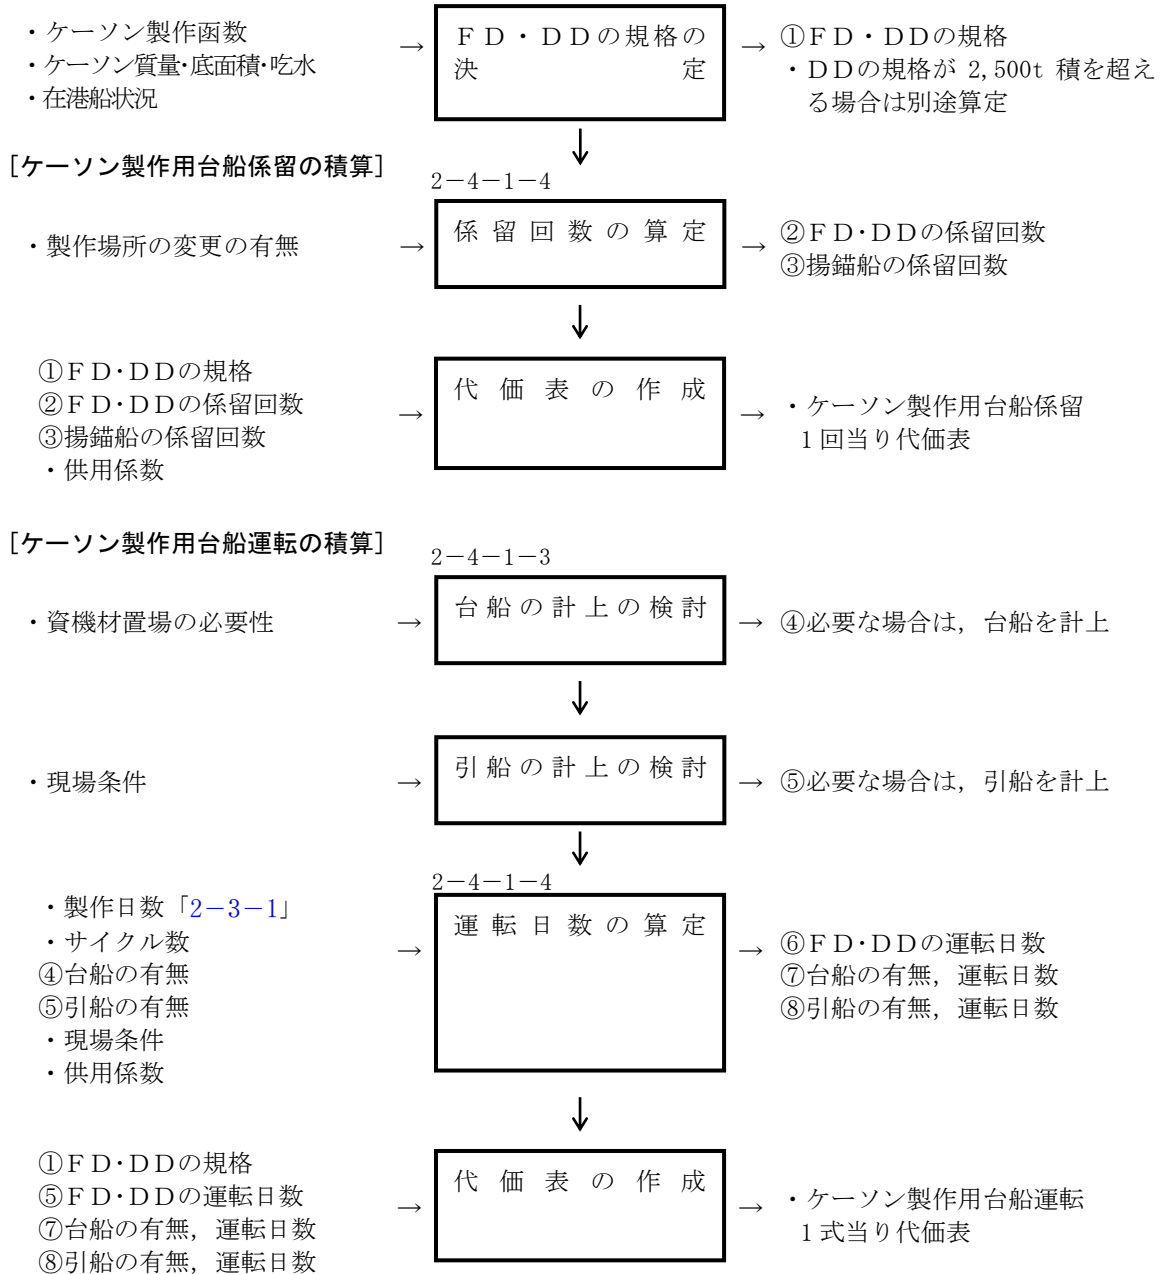 ・ケーソン製作函数
・ケーソン質量・底面積・吃水
・在港船状況
→
ＦＤ・ＤＤの規格の
決定
→
①ＦＤ・ＤＤの規格
・ＤＤの規格が 2,500t 積を超え
る場合は別途算定
↓
［ケーソン製作用台船係留の積算］
2－4－1－4
・製作場所の変更の有無
→
係留回数の算定
→
②ＦＤ・ＤＤの係留回数
③揚錨船の係留回数
↓
①ＦＤ・ＤＤの規格
②ＦＤ・ＤＤの係留回数
③揚錨船の係留回数
・供用係数
→
代価表の作成
→
・ケーソン製作用台船係留
1回当り代価表
［ケーソン製作用台船運転の積算］
2－4－1－3
・資機材置場の必要性
→
台船の計上の検討
→
④必要な場合は，台船を計上
↓
・現場条件
→
引船の計上の検討
→
⑤必要な場合は，引船を計上
↓
2－4－1－4
・製作日数「2－3－1」
・サイクル数
④台船の有無
⑤引船の有無
・現場条件
・供用係数
→
運転日数の算定
→
⑥ＦＤ・ＤＤの運転日数
⑦台船の有無，運転日数
⑧引船の有無，運転日数
↓
①ＦＤ・ＤＤの規格
⑤ＦＤ・ＤＤの運転日数
⑦台船の有無，運転日数
⑧引船の有無，運転日数
→
代価表の作成
→
・ケーソン製作用台船運転
1式当り代価表